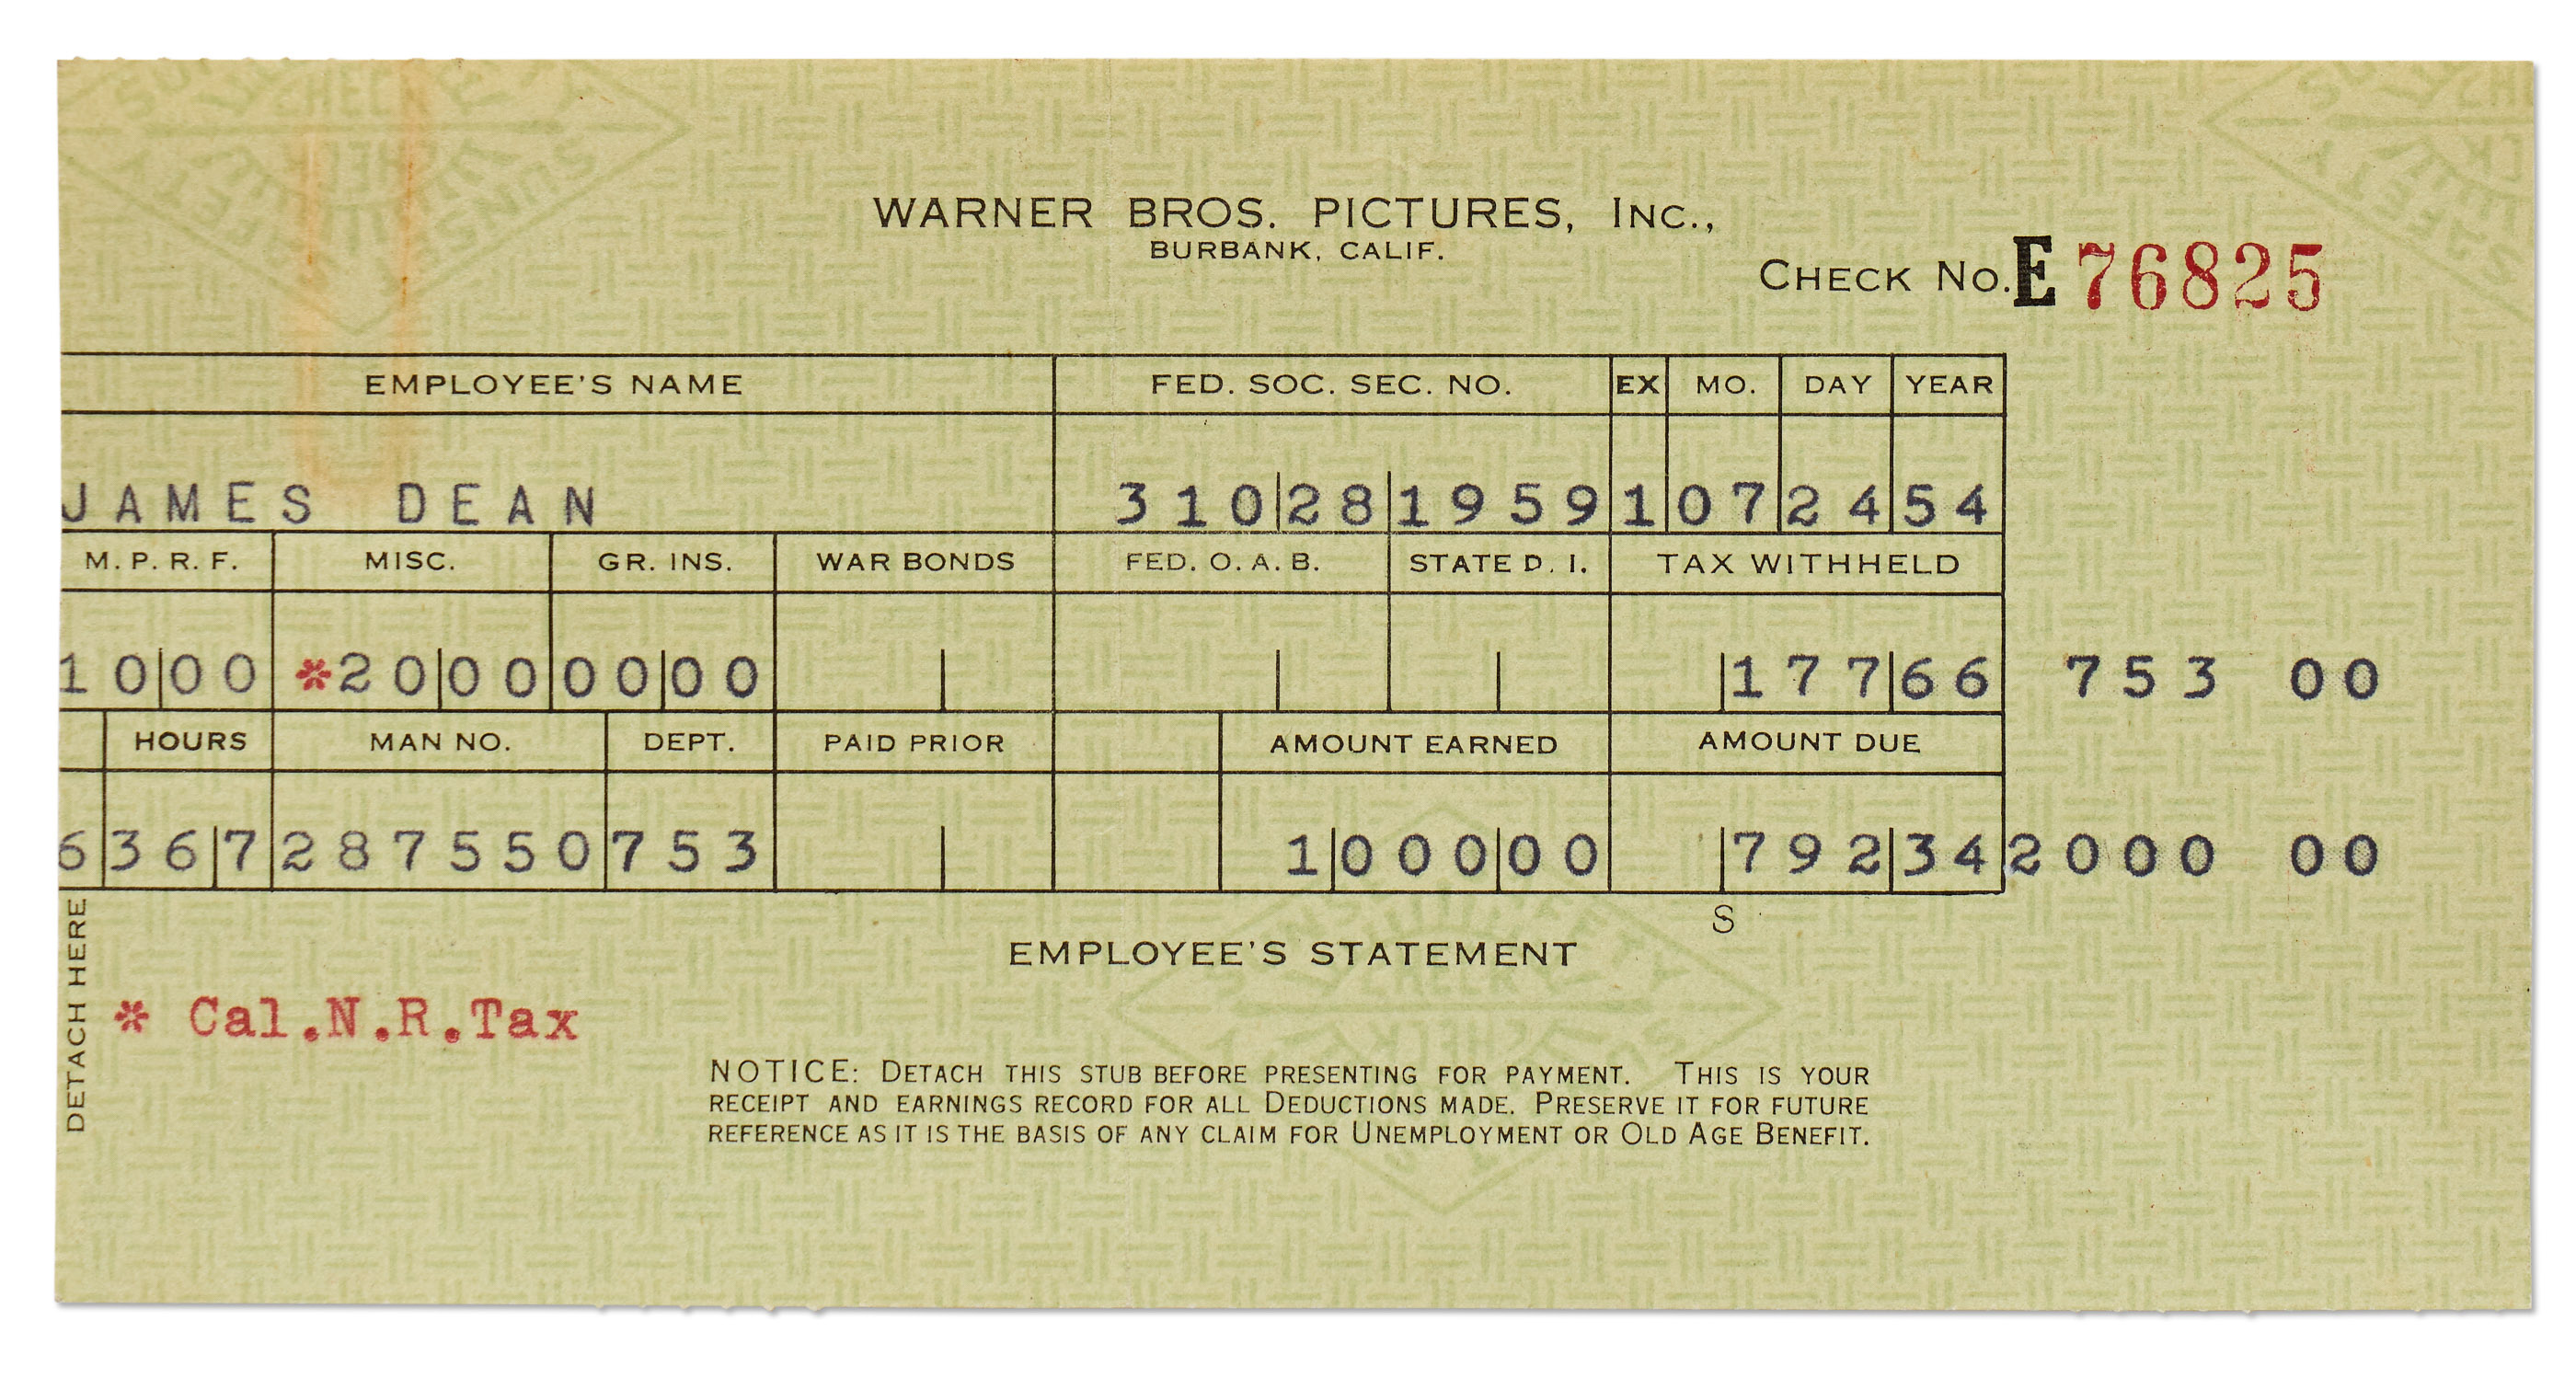 WARNER BROS. PICTURES, INC.,
BURBANK, CALIF.
CHECK NO. E 76825
EMPLOYEE'S NAME FED. SOC. SEC. NO. EX MO. DAY YEAR
JAMES DEAN 310 28 1959 1 07 24 54
M. P. R. F. MISC. GR. INS. WAR BONDS FED. O. A. B. STATE D. I. TAX WITHHELD
10 00 *20 00 00 00 177 66 753 00
HOURS MAN NO. DEPT. PAID PRIOR AMOUNT EARNED AMOUNT DUE
6 36 7 287550 753 1 000 00 792 34 2000 00
S
EMPLOYEE'S STATEMENT
DETACH HERE
* Cal.N.R.Tax
NOTICE: DETACH THIS STUB BEFORE PRESENTING FOR PAYMENT. THIS IS YOUR
RECEIPT AND EARNINGS RECORD FOR ALL DEDUCTIONS MADE. PRESERVE IT FOR FUTURE
REFERENCE AS IT IS THE BASIS OF ANY CLAIM FOR UNEMPLOYMENT OR OLD AGE BENEFIT.